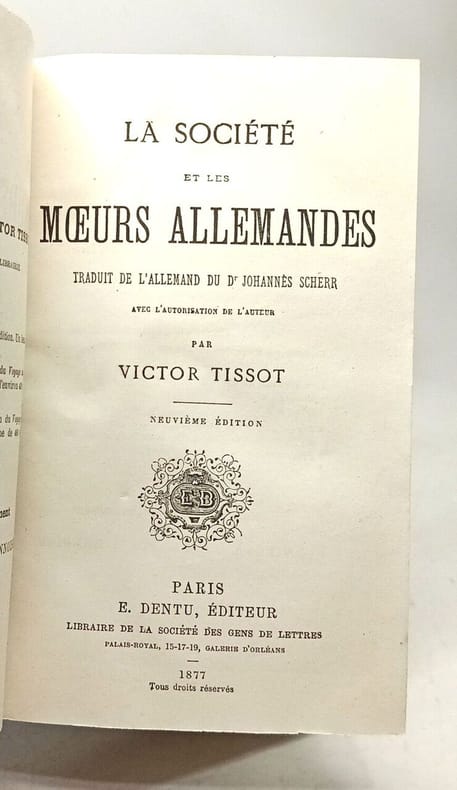 LA SOCIÉTÉ
ET LES
MŒURS ALLEMANDES
TRADUIT DE L'ALLEMAND DU Dr JOHANNÈS SCHERR
AVEC L'AUTORISATION DE L'AUTEUR
PAR
VICTOR TISSOT
NEUVIÈME ÉDITION
PARIS
E. DENTU, ÉDITEUR
LIBRAIRE DE LA SOCIÉTÉ DES GENS DE LETTRES
PALAIS-ROYAL, 15-17-19, GALERIE D'ORLÉANS
1877
Tous droits réservés